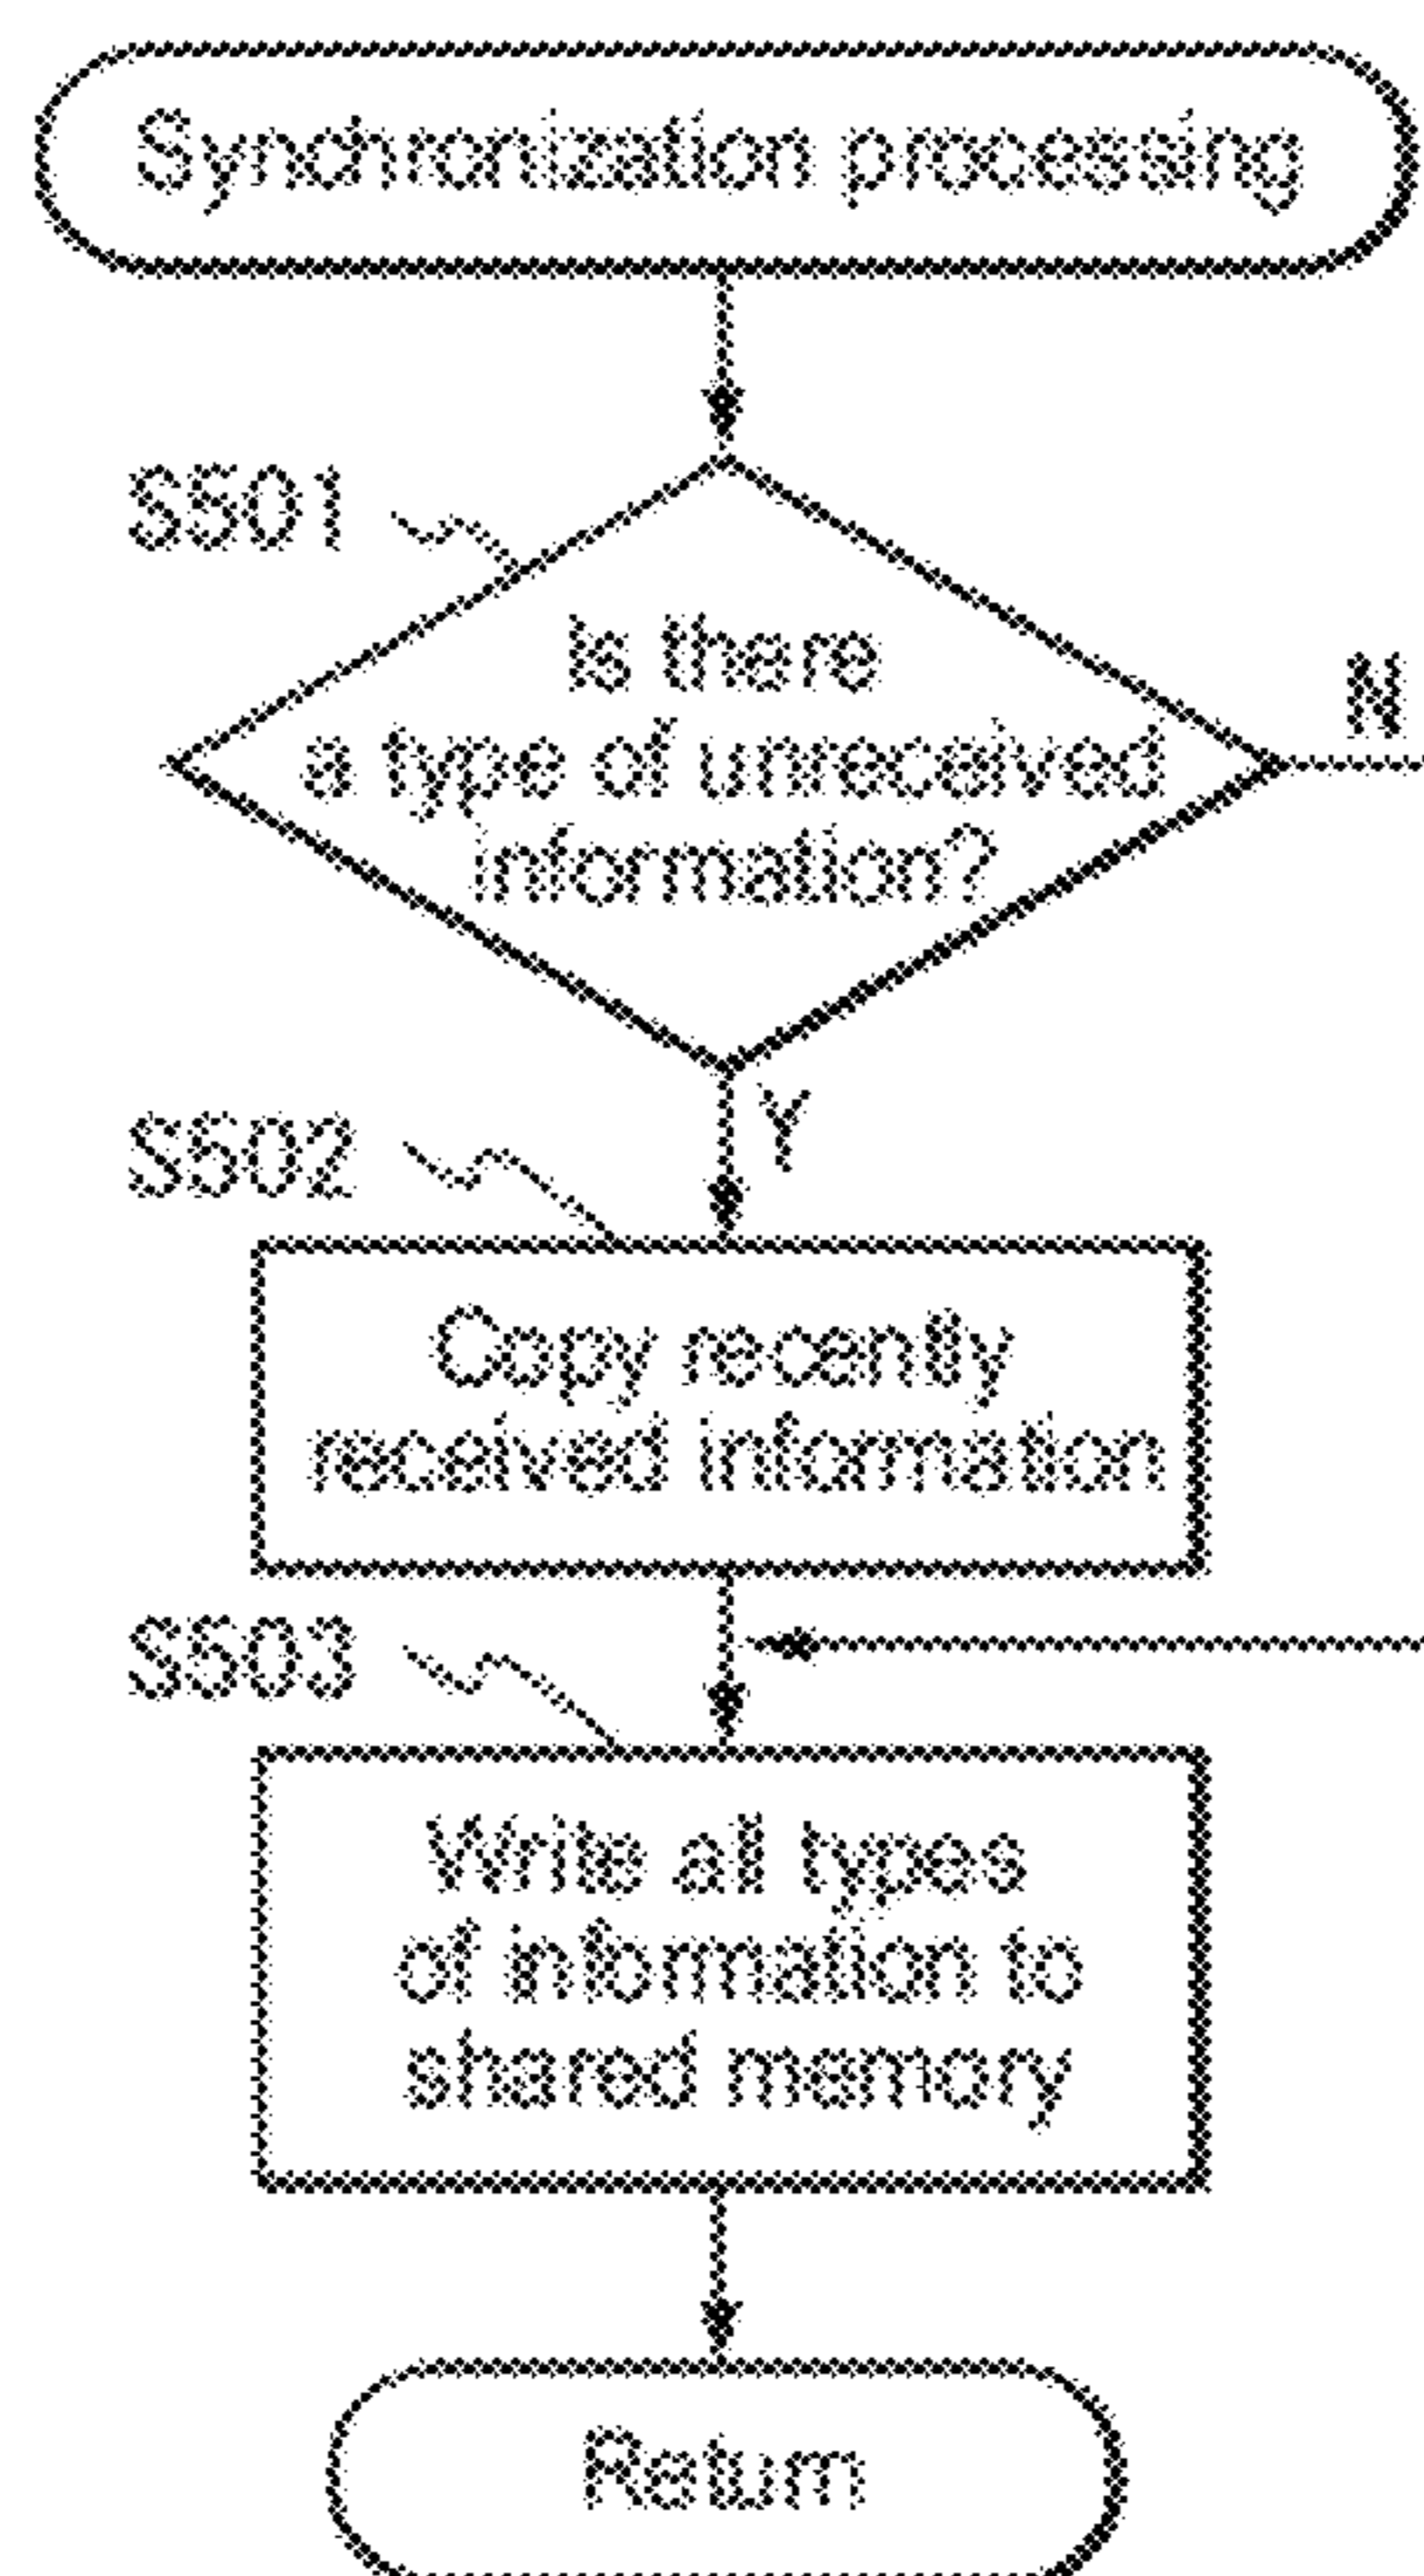 Synchronization processing
S501
Is there
a type of unreceived
information?
N
Y
S502
Copy recently
received information
S503
Write all types
of information to
shared memory
Return